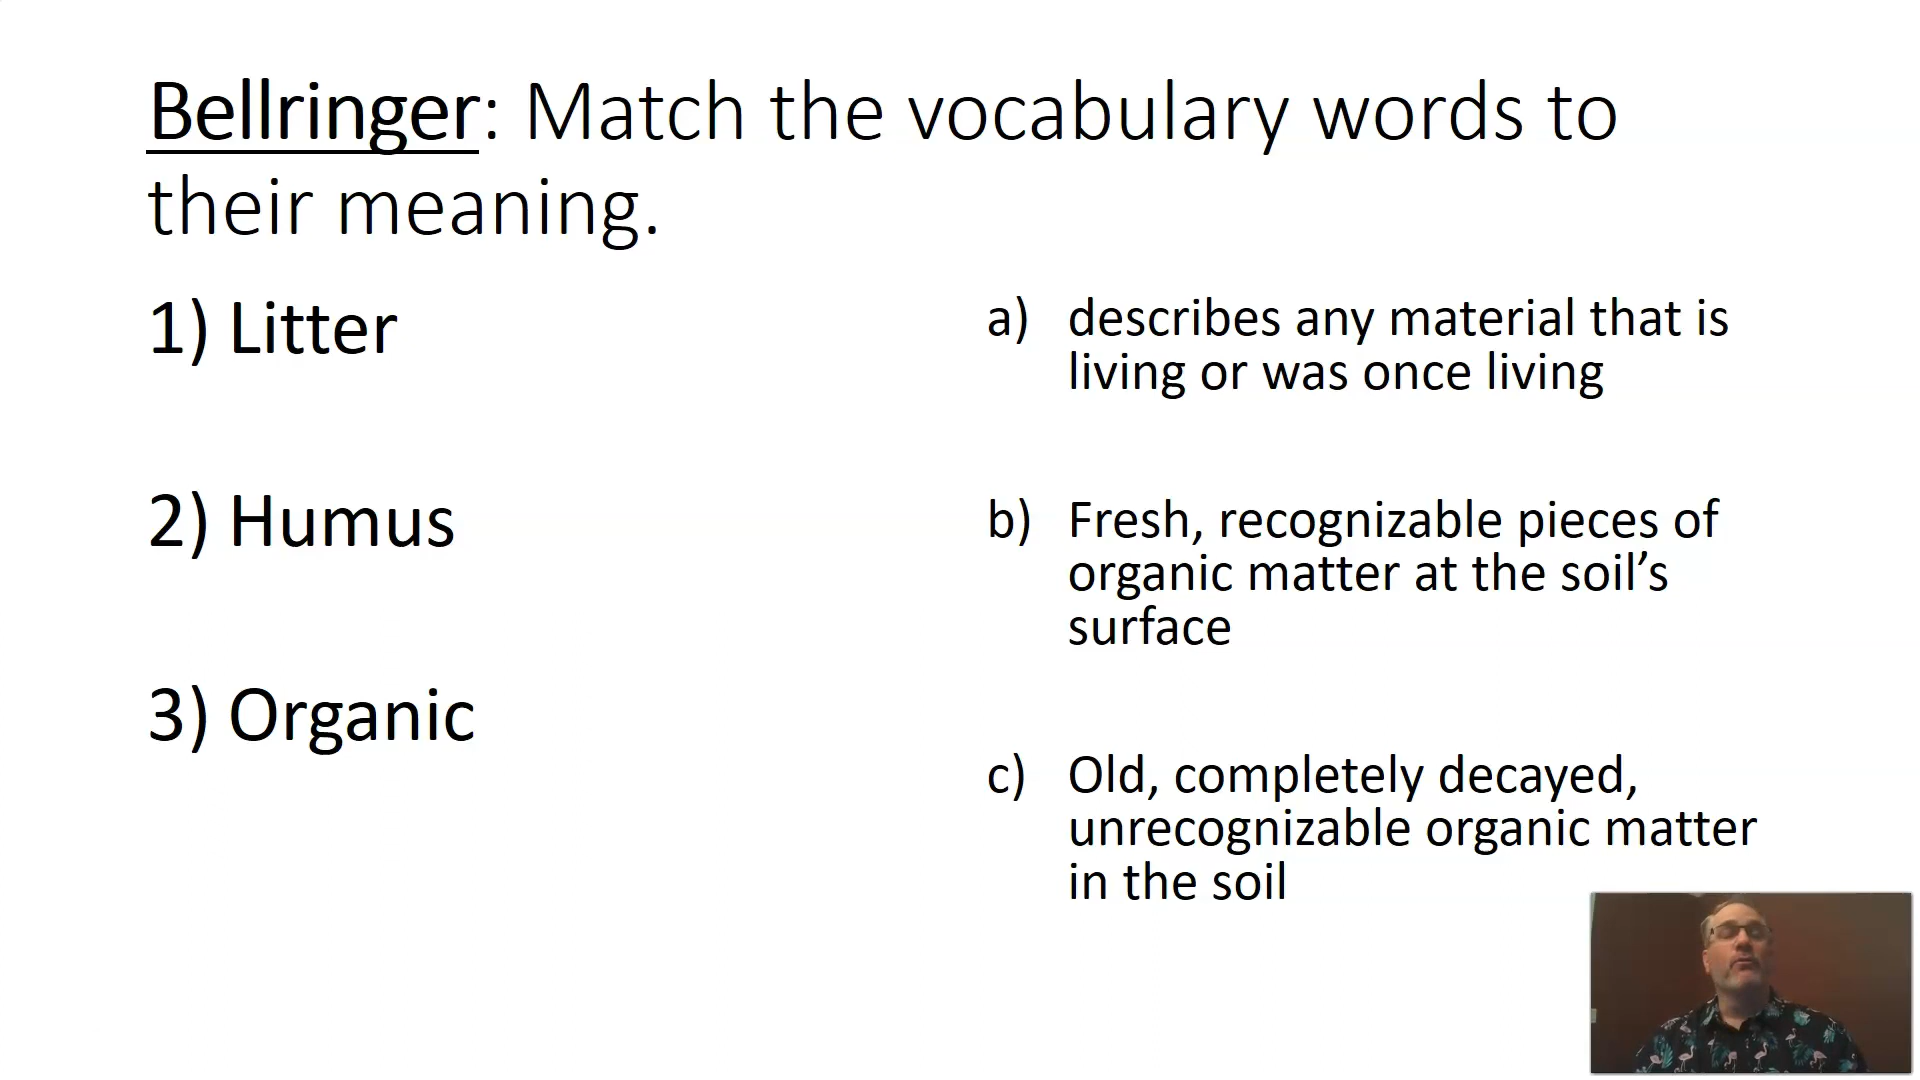 Bellringer: Match the vocabulary words to
their meaning.
1) Litter
2) Humus
3) Organic
a) describes any material that is
living or was once living
b) Fresh, recognizable pieces of
organic matter at the soil’s
surface
c) Old, completely decayed,
unrecognizable organic matter
in the soil